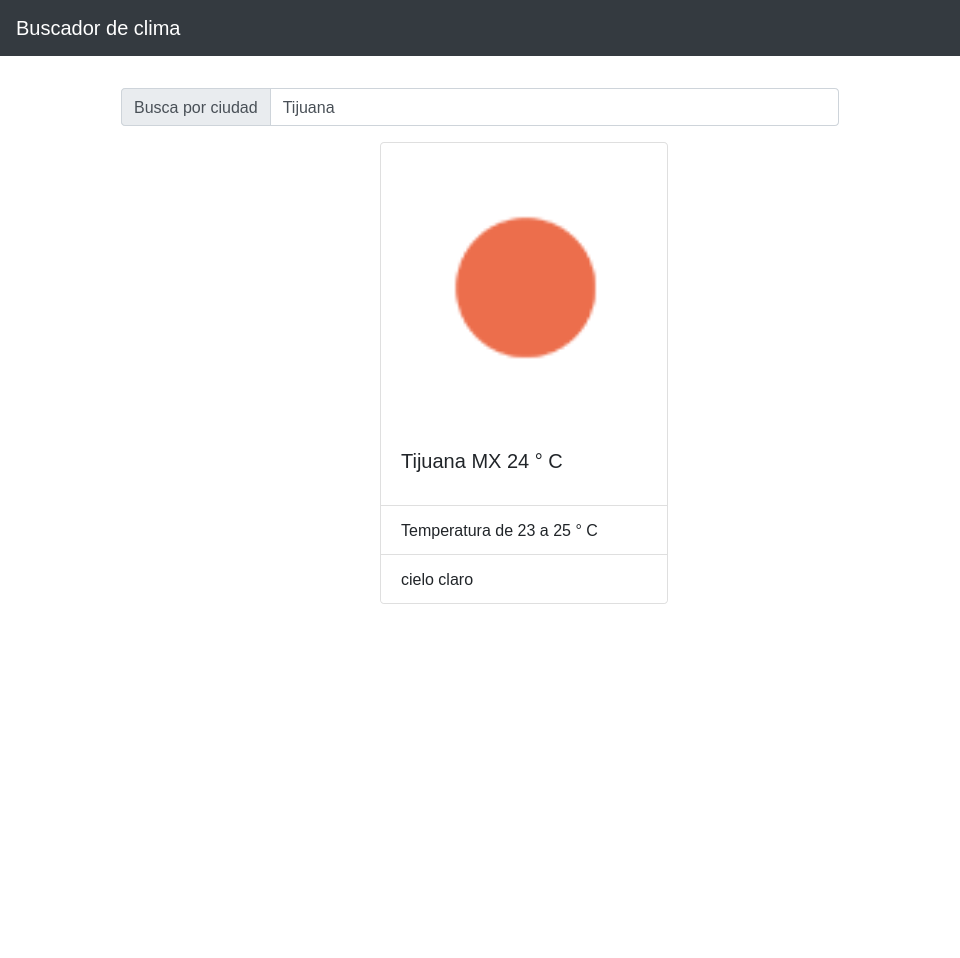 Buscador de clima
Busca por ciudad Tijuana
Tijuana MX 24 ° C
Temperatura de 23 a 25 ° C
cielo claro